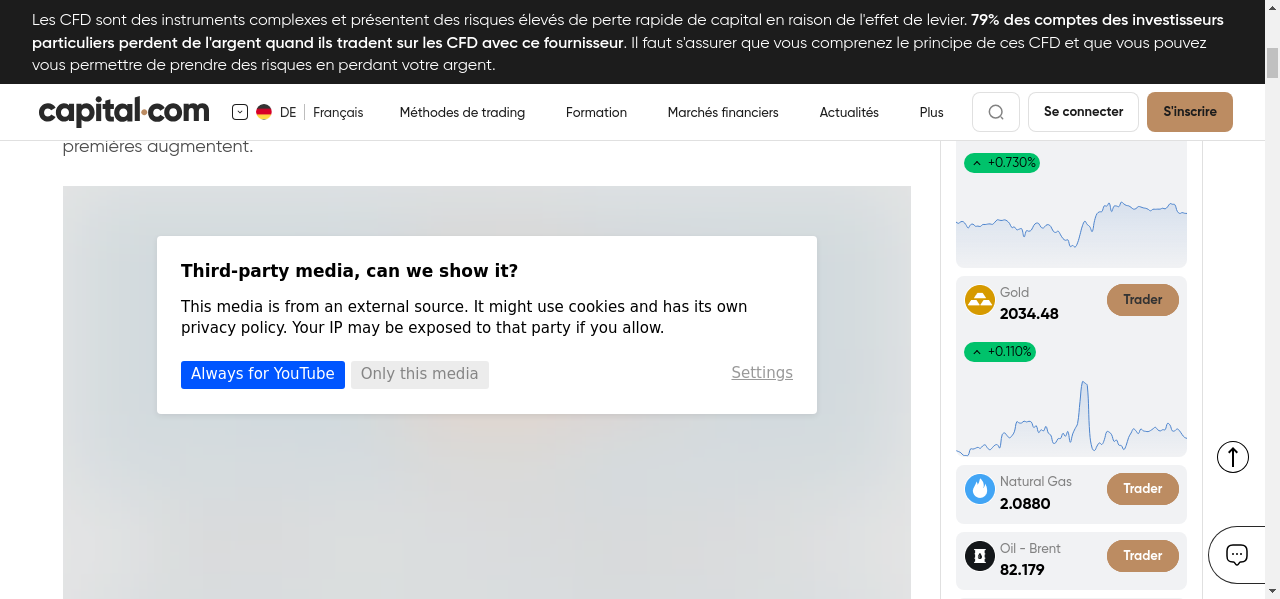 Les CFD sont des instruments complexes et présentent des risques élevés de perte rapide de capital en raison de l'effet de levier. 79% des comptes des investisseurs
particuliers perdent de l'argent quand ils tradent sur les CFD avec ce fournisseur. Il faut s'assurer que vous comprenez le principe de ces CFD et que vous pouvez
vous permettre de prendre des risques en perdant votre argent.
capital.com
DE
Français
Méthodes de trading
Formation
Marchés financiers
Actualités
Plus
Se connecter
S'inscrire
premières augmentent.
Third-party media, can we show it?
This media is from an external source. It might use cookies and has its own
privacy policy. Your IP may be exposed to that party if you allow.
Always for YouTube
Only this media
Settings
+0.730%
Gold
Trader
2034.48
+0.110%
Natural Gas
Trader
2.0880
Oil - Brent
Trader
82.179